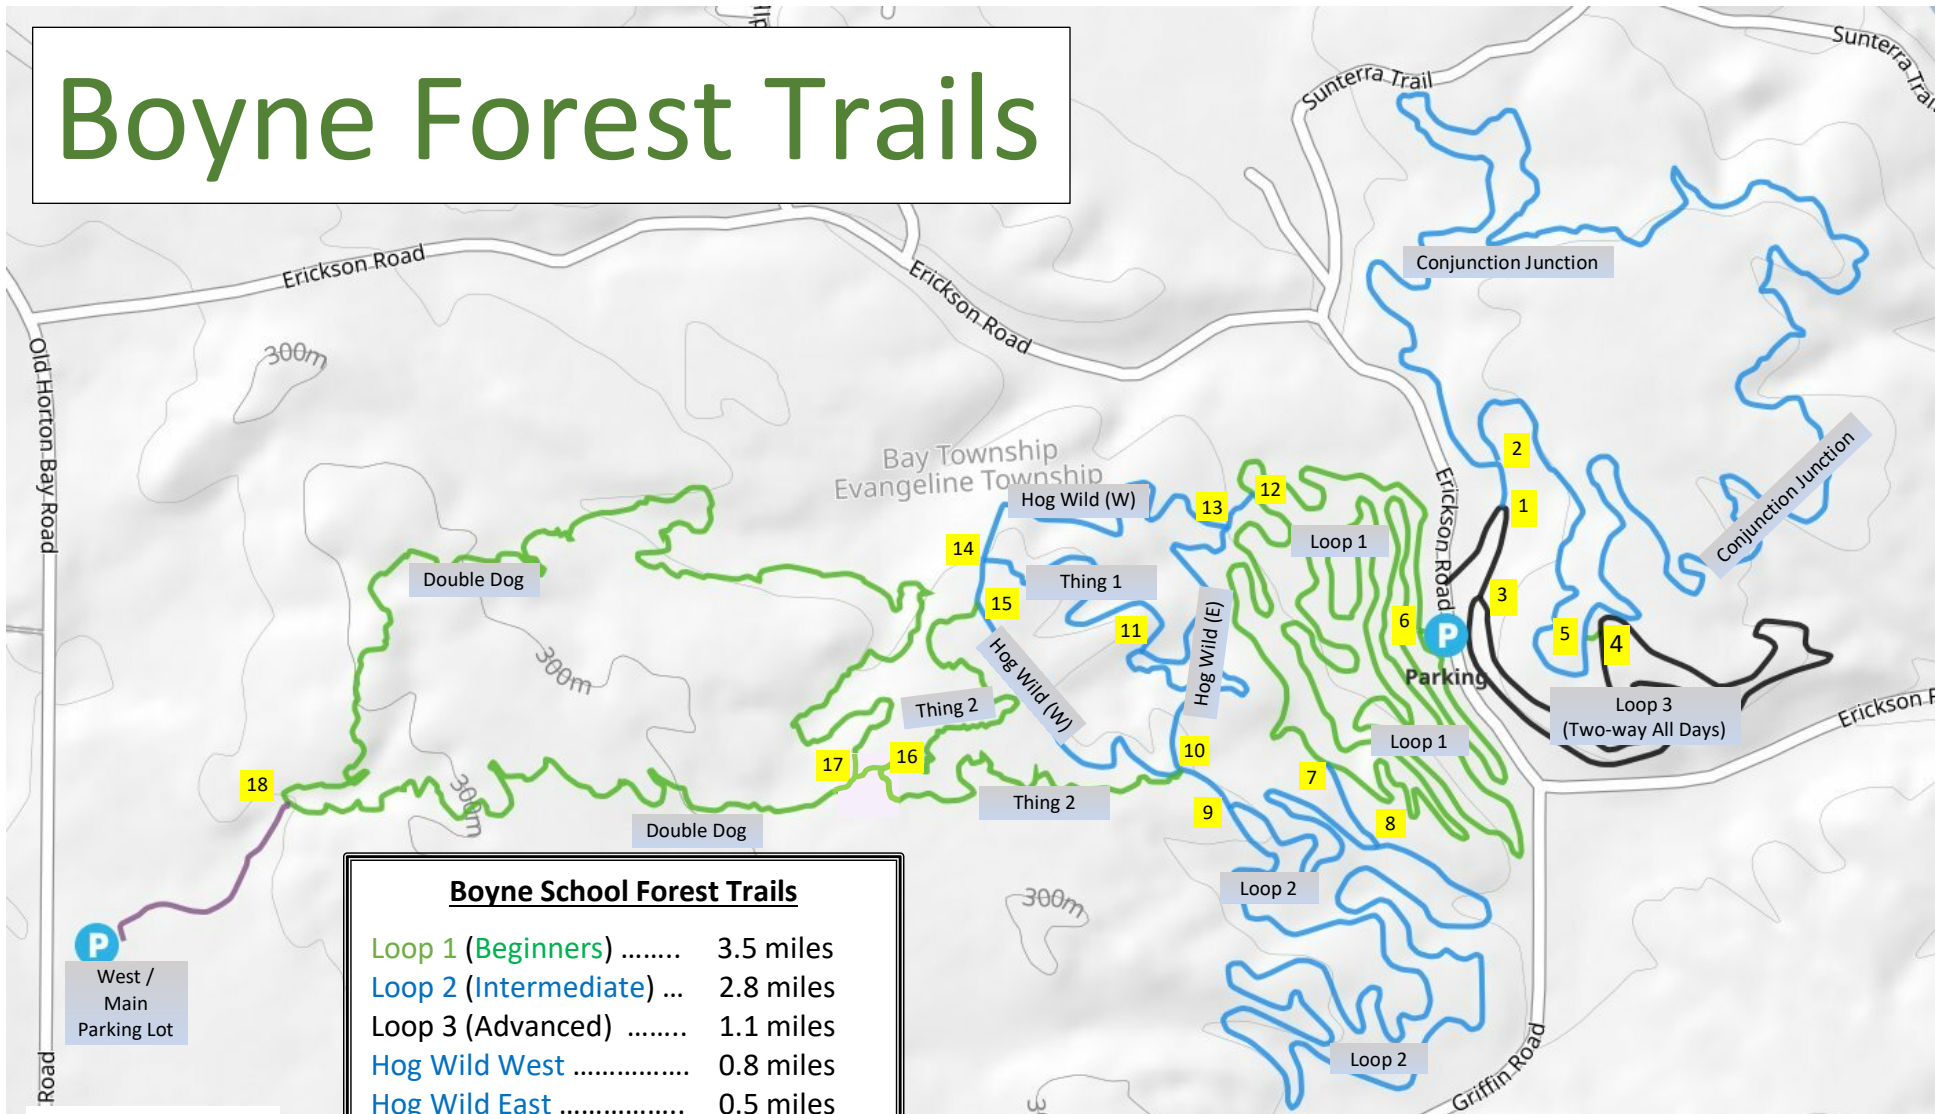 Boyne Forest Trails
Sunterra Trail
Sunterra Trail
Erickson Road
Erickson Road
Conjunction Junction
300m
Old Horton Bay Road
Bay Township
Evangeline Township
Hog Wild (W)
13
12
2
1
Erickson Road
Conjunction Junction
Loop 1
14
Double Dog
Thing 1
15
11
Hog Wild (E)
6
P
Parking
3
5
4
300m
Hog Wild (W)
Thing 2
Loop 3
(Two-way All Days)
Erickson R
Loop 1
10
17
16
7
18
300m
Thing 2
9
8
Double Dog
Loop 2
300m
P
West /
Main
Parking Lot
Boyne School Forest Trails
Loop 1 (Beginners) …….. 3.5 miles
Loop 2 (Intermediate) … 2.8 miles
Loop 3 (Advanced) …….. 1.1 miles
Hog Wild West ……………. 0.8 miles
Hog Wild East …………….. 0.5 miles
Loop 2
Griffin Road
Road